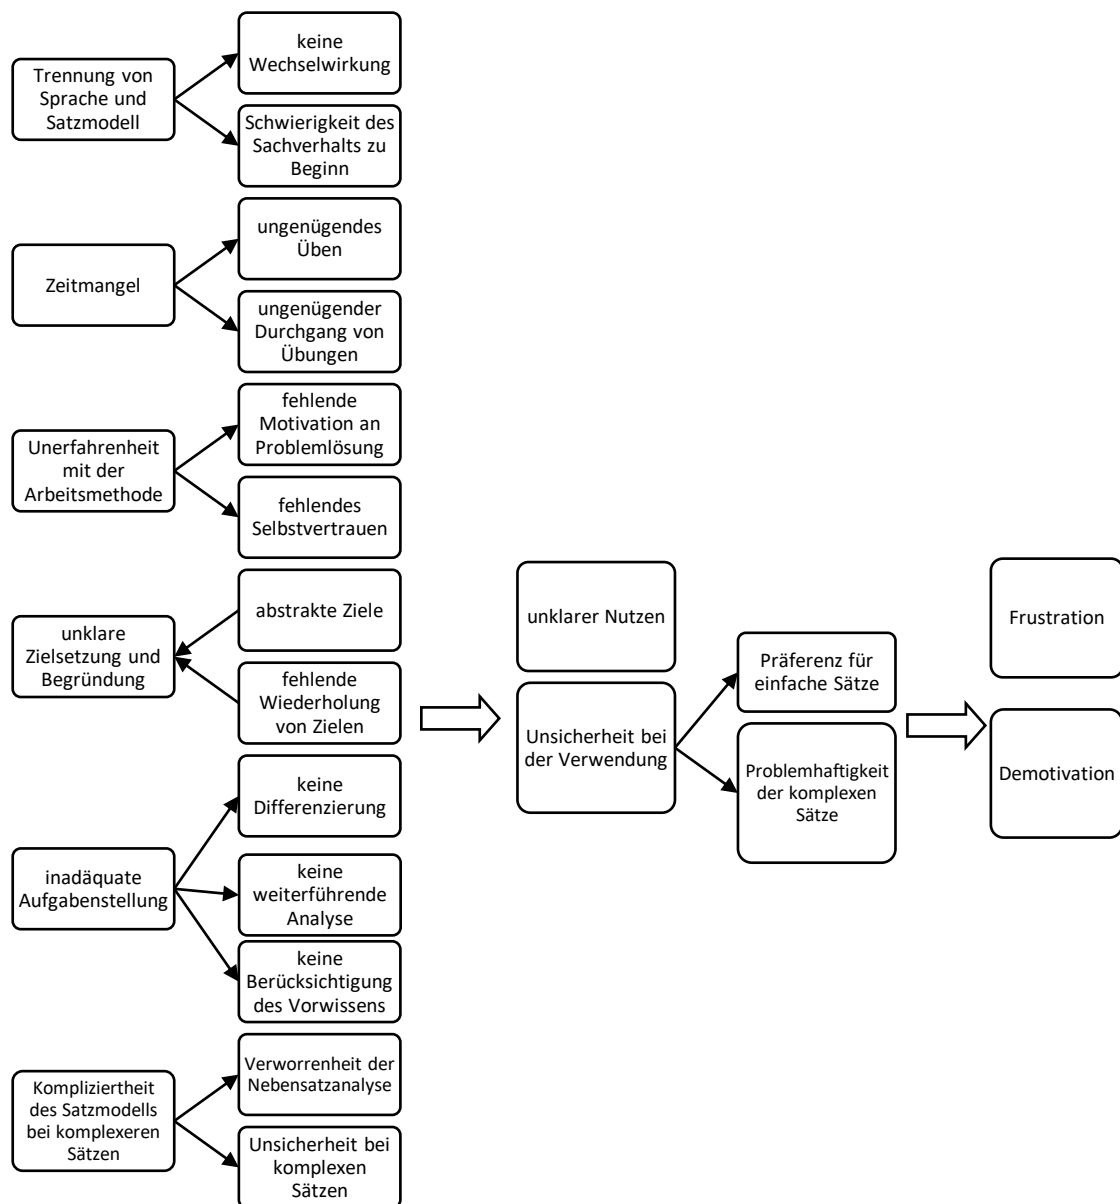 keine
Wechselwirkung
Trennung von
Sprache und
Satzmodell
Schwierigkeit des
Sachverhalts zu
Beginn
ungenügendes
Üben
Zeitmangel
ungenügender
Durchgang von
Übungen
fehlende
Motivation an
Problemlösung
Unerfahrenheit
mit der
Arbeitsmethode
fehlendes
Selbstvertrauen
abstrakte Ziele
unklare
Zielsetzung und
Begründung
fehlende
Wiederholung
von Zielen
keine
Differenzierung
inadäquate
Aufgabenstellung
keine
weiterführende
Analyse
keine
Berücksichtigung
des Vorwissens
Verworrenheit der
Nebensatzanalyse
Kompliziertheit
des Satzmodells
bei komplexeren
Sätzen
Unsicherheit bei
komplexen
Sätzen
unklarer Nutzen
Unsicherheit bei
der Verwendung
Präferenz für
einfache Sätze
Problemhaftigkeit
der komplexen
Sätze
Frustration
Demotivation